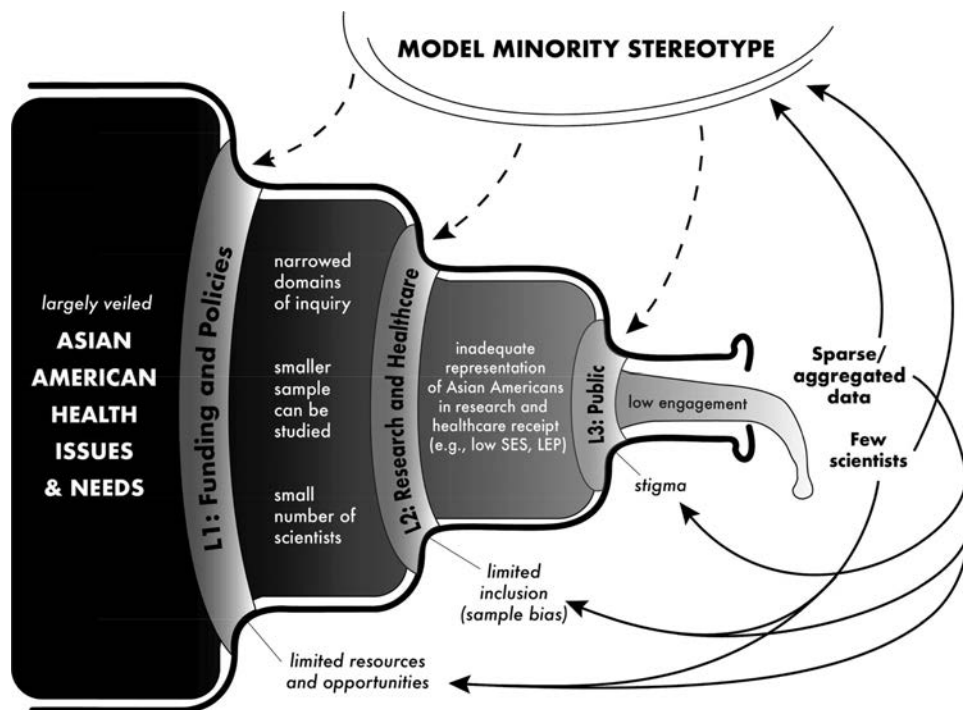 MODEL MINORITY STEREOTYPE
largely veiled
ASIAN
AMERICAN
HEALTH
ISSUES
& NEEDS
L1: Funding and Policies
narrowed
domains
of inquiry
smaller
sample
can be
studied
small
number of
scientists
L2: Research and Healthcare
inadequate
representation
of Asian Americans
in research and
healthcare receipt
(e.g., low SES, LEP)
L3: Public
low engagement
Sparse/
aggregated
data
Few
scientists
stigma
limited
inclusion
(sample bias)
limited resources
and opportunities